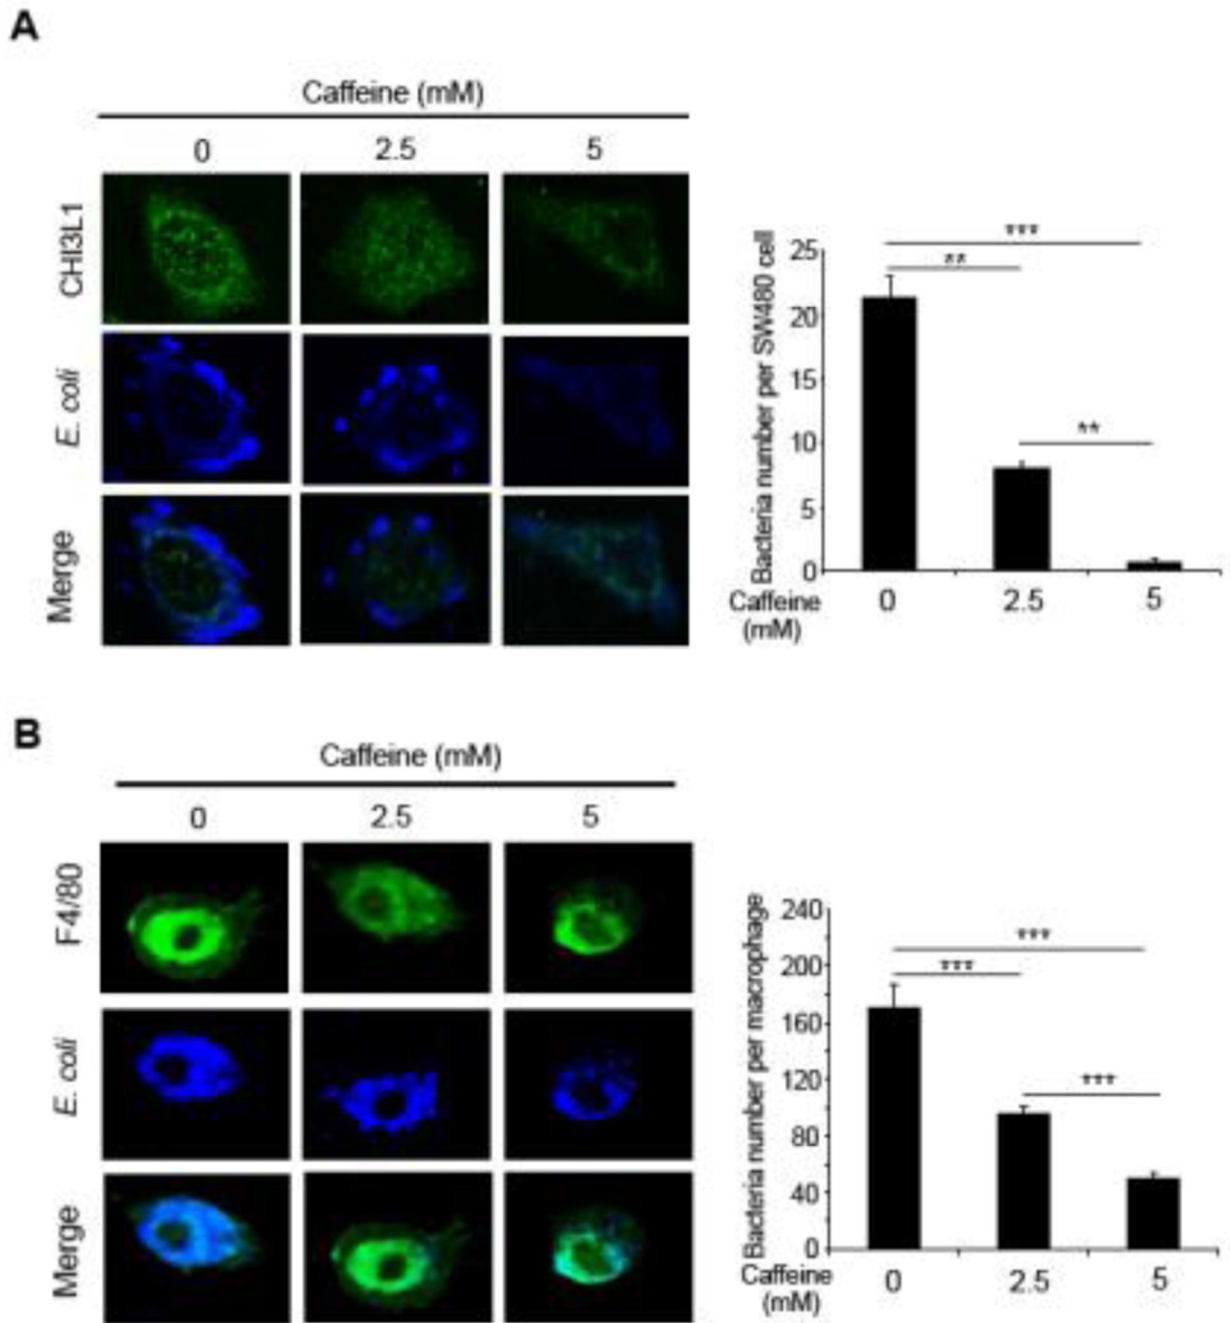 A
Caffeine (mM)
0 2.5 5
CHI3L1
E. coli
Merge
Bacteria number per SW480 cell
25
20
15
10
5
0
***
**
**
Caffeine
(mM)
0 2.5 5
B
Caffeine (mM)
0 2.5 5
F4/80
E. coli
Merge
Bacteria number per macrophage
240
200
160
120
80
40
0
***
***
***
Caffeine
(mM)
0 2.5 5